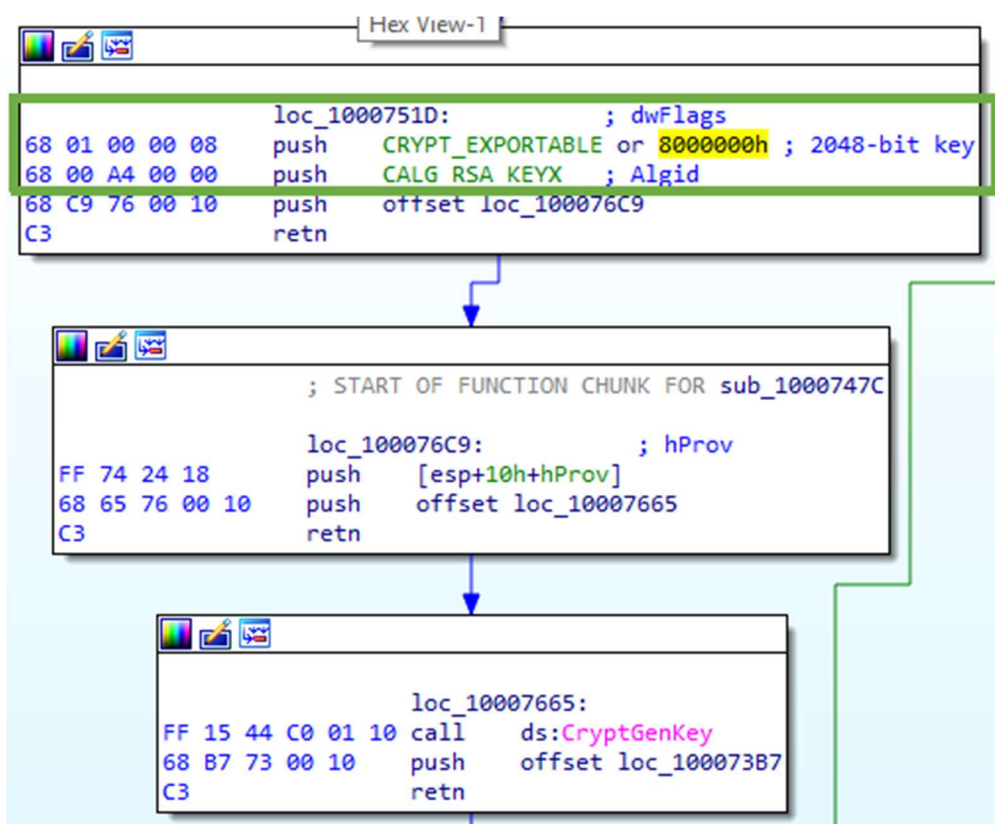 Hex View-1
loc_1000751D: ; dwFlags
68 01 00 00 08 push CRYPT_EXPORTABLE or 8000000h ; 2048-bit key
68 00 A4 00 00 push CALG_RSA_KEYX ; Algid
68 C9 76 00 10 push offset loc_100076C9
C3 retn
; START OF FUNCTION CHUNK FOR sub_1000747C
loc_100076C9: ; hProv
FF 74 24 18 push [esp+10h+hProv]
68 65 76 00 10 push offset loc_10007665
C3 retn
loc_10007665:
FF 15 44 C0 01 10 call ds:CryptGenKey
68 B7 73 00 10 push offset loc_100073B7
C3 retn